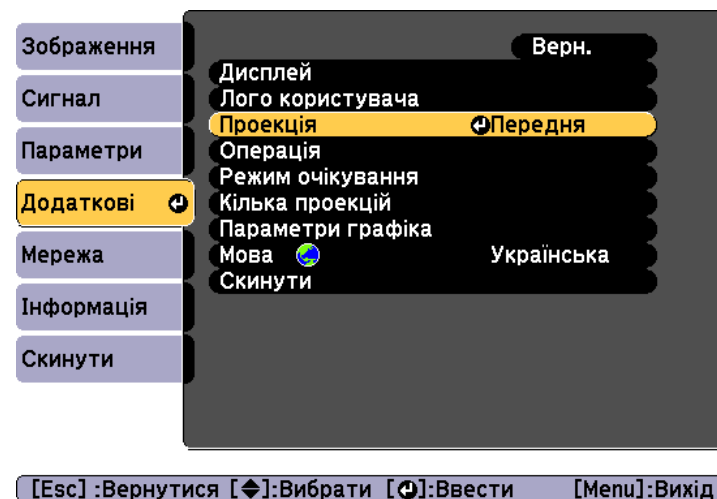 Зображення
Сигнал
Параметри
Додаткові
Мережа
Інформація
Скинути
Верн.
Дисплей
Лого користувача
Проекція Передня
Операція
Режим очікування
Кілька проекцій
Параметри графіка
Мова Українська
Скинути
[Esc] :Вернутися [◆]:Вибрати [⏎]:Ввести [Menu]:Вихід